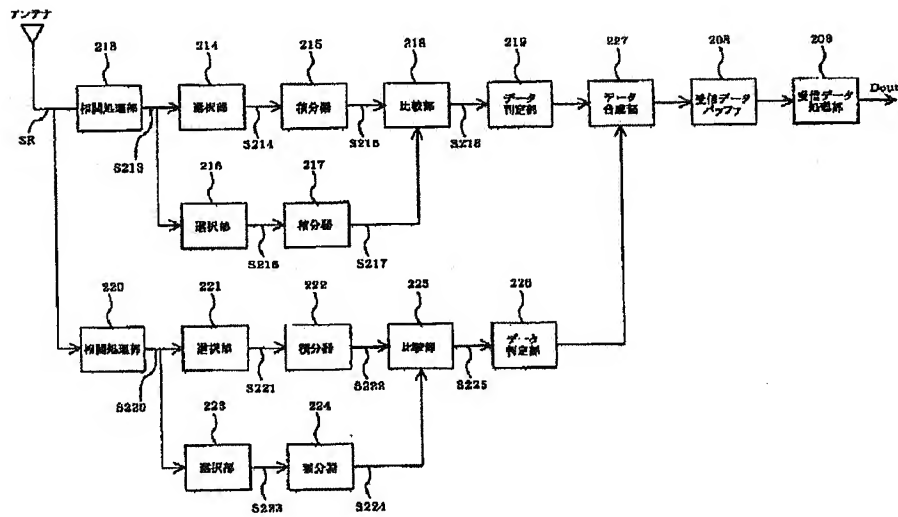 アンテナ
213
214
215
218
219
227
208
209
相関処理部
選択部
積分器
比較部
データ
判定部
データ
合成部
受信データ
バッファ
受信データ
処理部
Dout
SR
S213
S214
S215
S218
216
217
選択部
積分器
S216
S217
220
221
222
225
226
相関処理部
選択部
積分器
比較部
データ
判定部
S220
S221
S222
S225
223
224
選択部
積分器
S223
S224